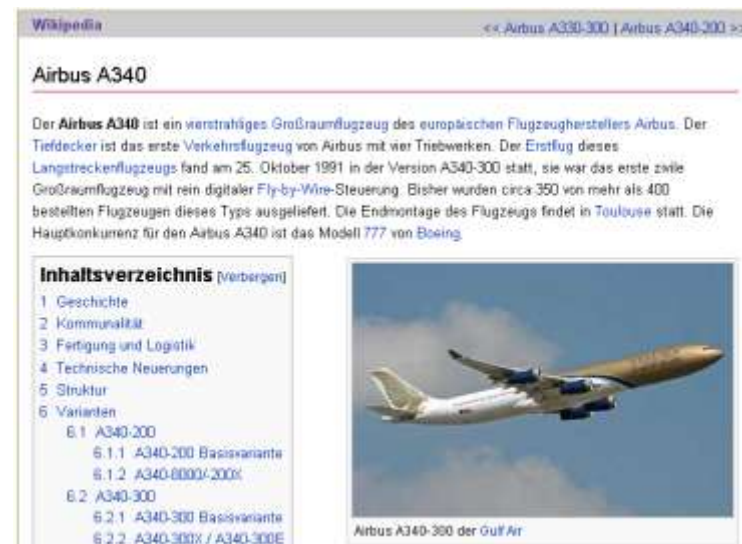 Wikipedia
<< Airbus A330-300 | Airbus A340-200 >>
Airbus A340
Der Airbus A340 ist ein vierstrahliges Großraumflugzeug des europäischen Flugzeugherstellers Airbus. Der
Tiefdecker ist das erste Verkehrsflugzeug von Airbus mit vier Triebwerken. Der Erstflug dieses
Langstreckenflugzeugs fand am 25. Oktober 1991 in der Version A340-300 statt, sie war das erste zivile
Großraumflugzeug mit rein digitaler Fly-by-Wire-Steuerung. Bisher wurden circa 350 von mehr als 400
bestellten Flugzeugen dieses Typs ausgeliefert. Die Endmontage des Flugzeugs findet in Toulouse statt. Die
Hauptkonkurrenz für den Airbus A340 ist das Modell 777 von Boeing.
Inhaltsverzeichnis [Verbergen]
1 Geschichte
2 Kommunalität
3 Fertigung und Logistik
4 Technische Neuerungen
5 Struktur
6 Varianten
6.1 A340-200
6.1.1 A340-200 Basisvariante
6.1.2 A340-8000/-200X
6.2 A340-300
6.2.1 A340-300 Basisvariante
6.2.2 A340-300X / A340-300E
Airbus A340-300 der Gulf Air